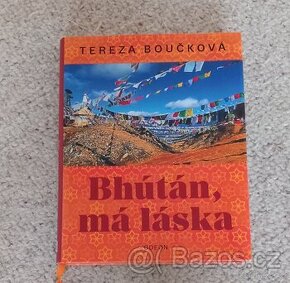 TEREZA BOUČKOVÁ
Bhútán,
má láska
ODEON
Bazoš.cz